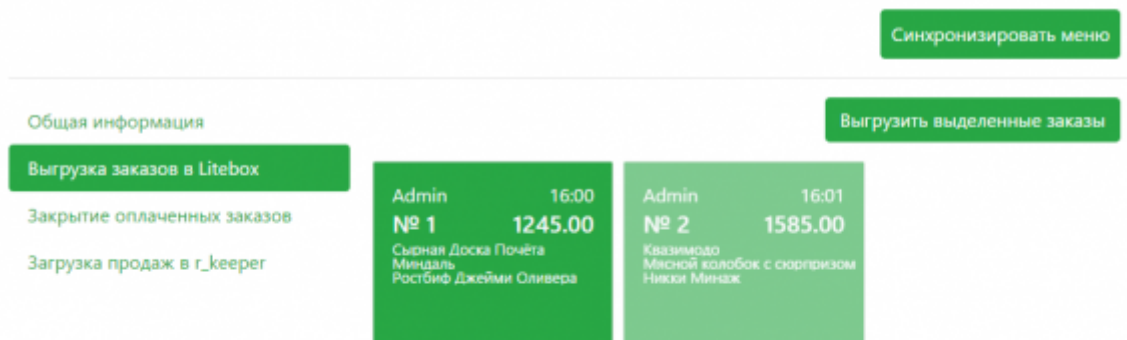 Синхронизировать меню
Общая информация
Выгрузить выделенные заказы
Выгрузка заказов в Litebox
Закрытие оплаченных заказов
Загрузка продаж в r_keeper
Admin 16:00
№ 1 1245.00
Сырная Доска Почёта
Миндаль
Ростбиф Джейми Оливера
Admin 16:01
№ 2 1585.00
Квазимодо
Мясной колобок с сюрпризом
Никки Минаж